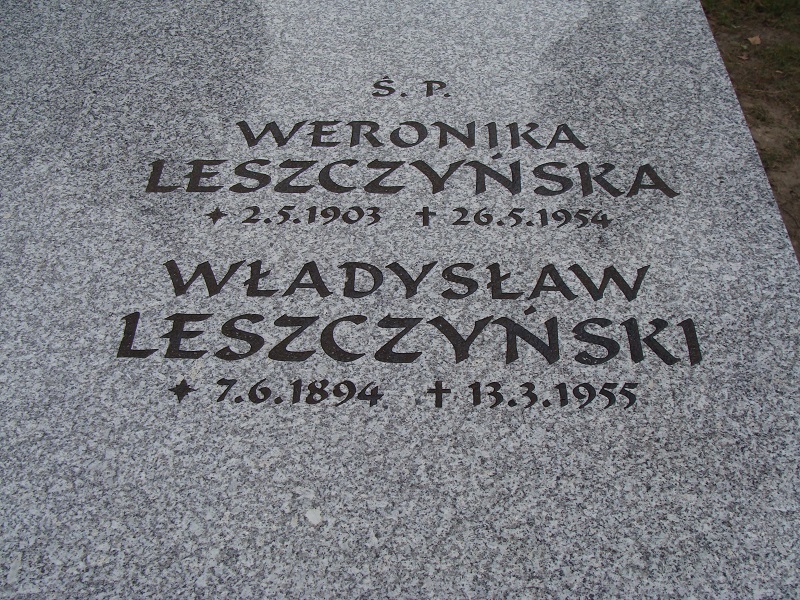 Ś. P.
WERONIKA
LESZCZYŃSKA
✦ 2.5.1903 ✝ 26.5.1954
WŁADYSŁAW
LESZCZYŃSKI
✦ 7.6.1894 ✝ 13.3.1955